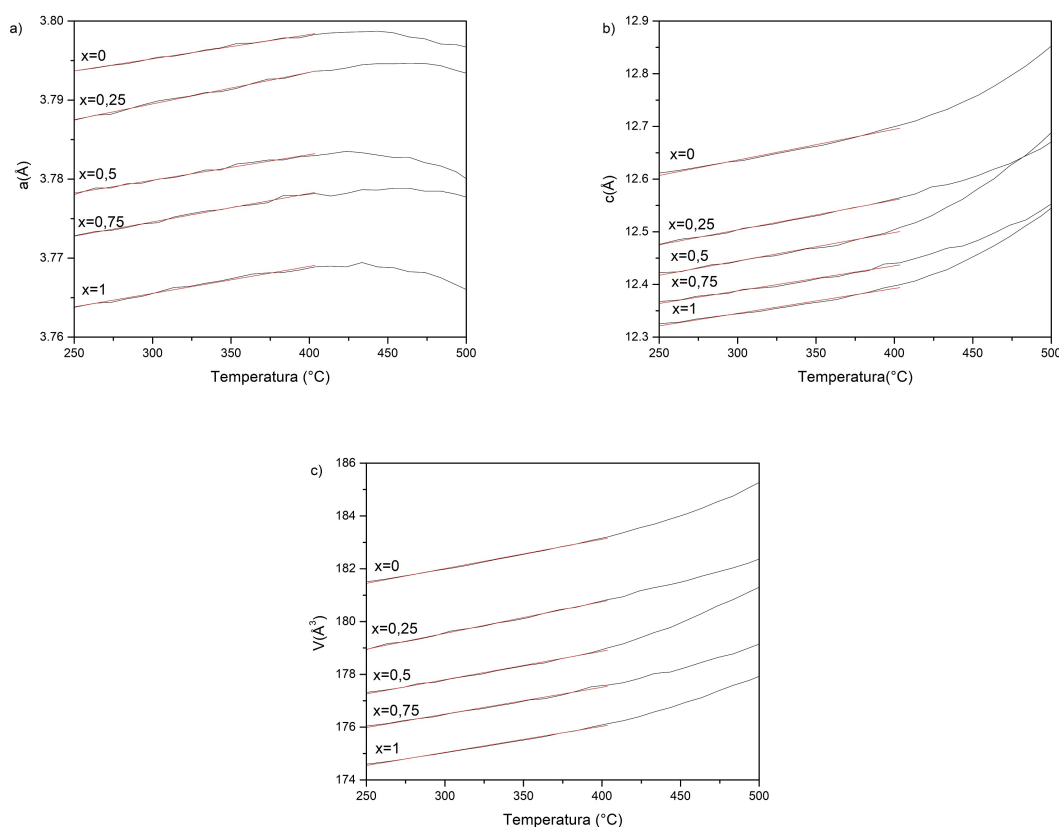 a)
3.80
3.79
3.78
3.77
3.76
a(Å)
x=0
x=0,25
x=0,5
x=0,75
x=1
250 300 350 400 450 500
Temperatura (°C)
b)
12.9
12.8
12.7
12.6
12.5
12.4
12.3
c(Å)
x=0
x=0,25
x=0,5
x=0,75
x=1
250 300 350 400 450 500
Temperatura(°C)
c)
186
184
182
180
178
176
174
V(Å³)
x=0
x=0,25
x=0,5
x=0,75
x=1
250 300 350 400 450 500
Temperatura (°C)